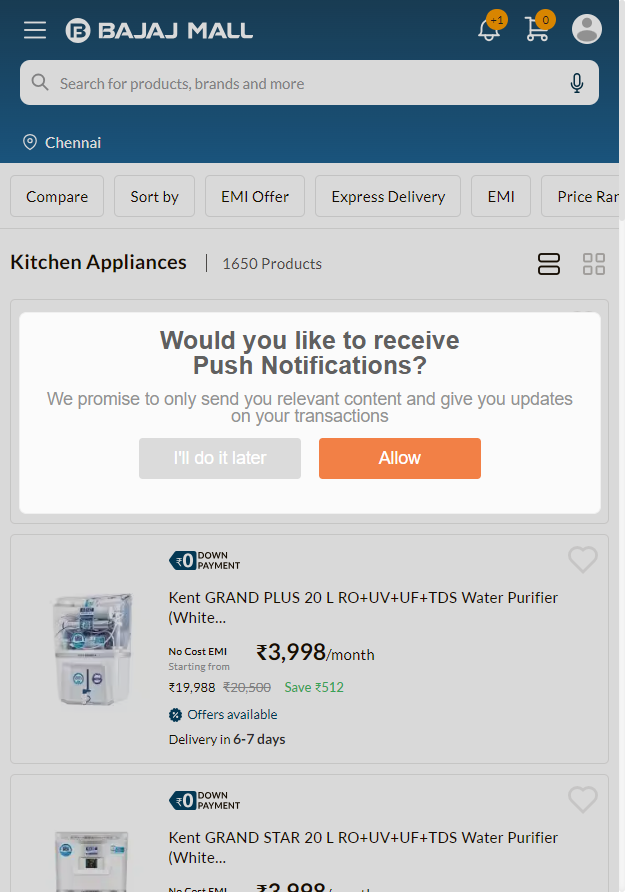 BAJAJ MALL
+1
0
Search for products, brands and more
Chennai
Compare
Sort by
EMI Offer
Express Delivery
EMI
Price Ran
Kitchen Appliances
1650 Products
Would you like to receive
Push Notifications?
We promise to only send you relevant content and give you updates
on your transactions
I'll do it later
Allow
₹0 DOWN
PAYMENT
Kent GRAND PLUS 20 L RO+UV+UF+TDS Water Purifier
(White...
No Cost EMI
₹3,998/month
Starting from
₹19,988 ₹20,500 Save ₹512
Offers available
Delivery in 6-7 days
₹0 DOWN
PAYMENT
Kent GRAND STAR 20 L RO+UV+UF+TDS Water Purifier
(White...
No Cost EMI
₹3,998/month